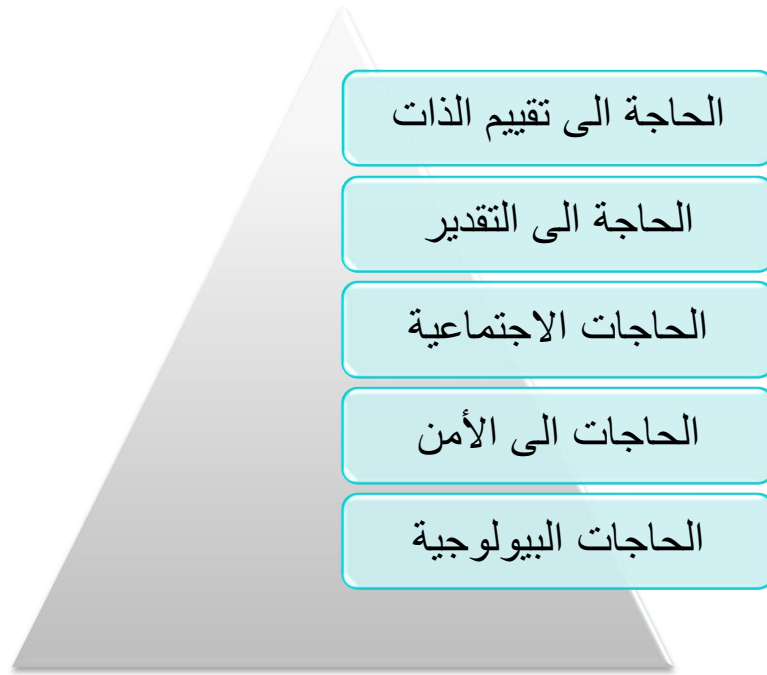 الحاجة الى تقييم الذات
الحاجة الى التقدير
الحاجات الاجتماعية
الحاجات الى الأمن
الحاجات البيولوجية